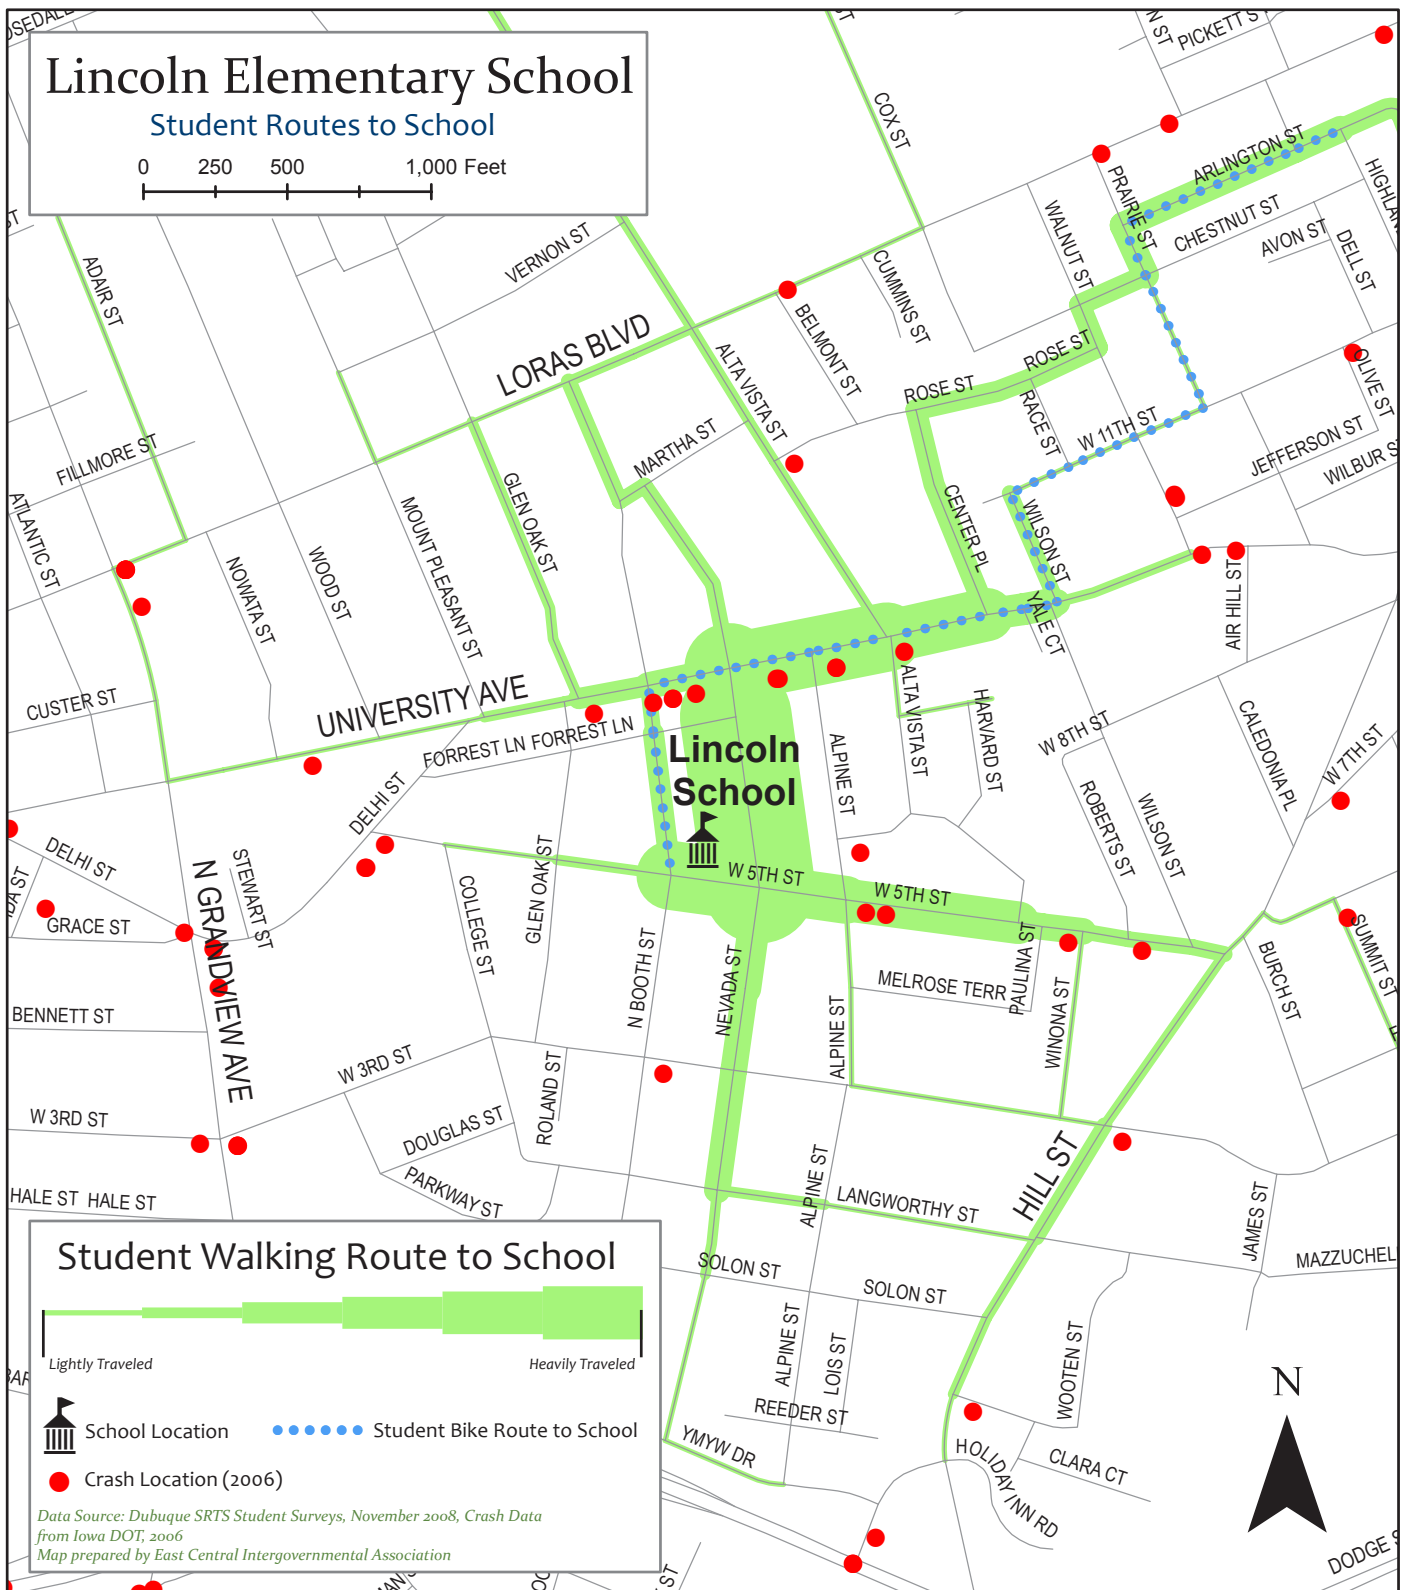 Lincoln Elementary School
Student Routes to School
0 250 500 1,000 Feet
PICKETT ST
COX ST
ARLINGTON ST
PRAIRIE ST
CHESTNUT ST
WALNUT ST
AVON ST
DELL ST
VERNON ST
ADAIR ST
CUMMINS ST
BELMONT ST
LORAS BLVD
ALTA VISTA ST
ROSE ST
ROSE ST
OLIVE ST
RACE ST
W 11TH ST
MARTHA ST
JEFFERSON ST
WILBUR S
FILLMORE ST
ATLANTIC ST
GLEN OAK ST
MOUNT PLEASANT ST
CENTER PL
WILSON ST
NOWATA ST
WOOD ST
YALE CT
AIR HILL ST
CUSTER ST
UNIVERSITY AVE
FORREST LN FORREST LN
ALTA VISTA ST
HARVARD ST
W 8TH ST
CALEDONIA PL
W 7TH ST
Lincoln
School
ALPINE ST
ROBERTS ST
WILSON ST
DELHI ST
DELHI ST
STEWART ST
N GRANDVIEW AVE
GRACE ST
COLLEGE ST
GLEN OAK ST
W 5TH ST
W 5TH ST
N BOOTH ST
NEVADA ST
PAULINA ST
MELROSE TERR
WINONA ST
ALPINE ST
SUMMIT ST
BURCH ST
BENNETT ST
W 3RD ST
W 3RD ST
ROLAND ST
DOUGLAS ST
PARKWAY ST
HALE ST HALE ST
ALPINE ST
LANGWORTHY ST
HILL ST
JAMES ST
MAZZUCHEL
SOLON ST
SOLON ST
ALPINE ST
LOIS ST
WOOTEN ST
REEDER ST
YMYW DR
HOLIDAY INN RD
CLARA CT
DODGE S
N
Student Walking Route to School
Lightly Traveled Heavily Traveled
School Location
Student Bike Route to School
Crash Location (2006)
Data Source: Dubuque SRTS Student Surveys, November 2008, Crash Data
from Iowa DOT, 2006
Map prepared by East Central Intergovernmental Association